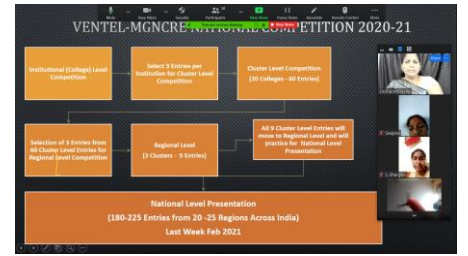 VENTEL-MGNCRE NATIONAL COMPETITION 2020-21
Institutional (College) Level
Competition
Select 3 Entries per
Institution for Cluster Level
Competition
Cluster Level Competition
(20 Colleges - 60 Entries)
Selection of 3 Entries from
60 Cluster Level Entries for
Regional Level Competition
Regional Level
(3 Clusters - 9 Entries)
All 9 Cluster Level Entries will
move to Regional Level and will
practice for National Level
Presentation
National Level Presentation
(180-225 Entries from 20 -25 Regions Across India)
Last Week Feb 2021